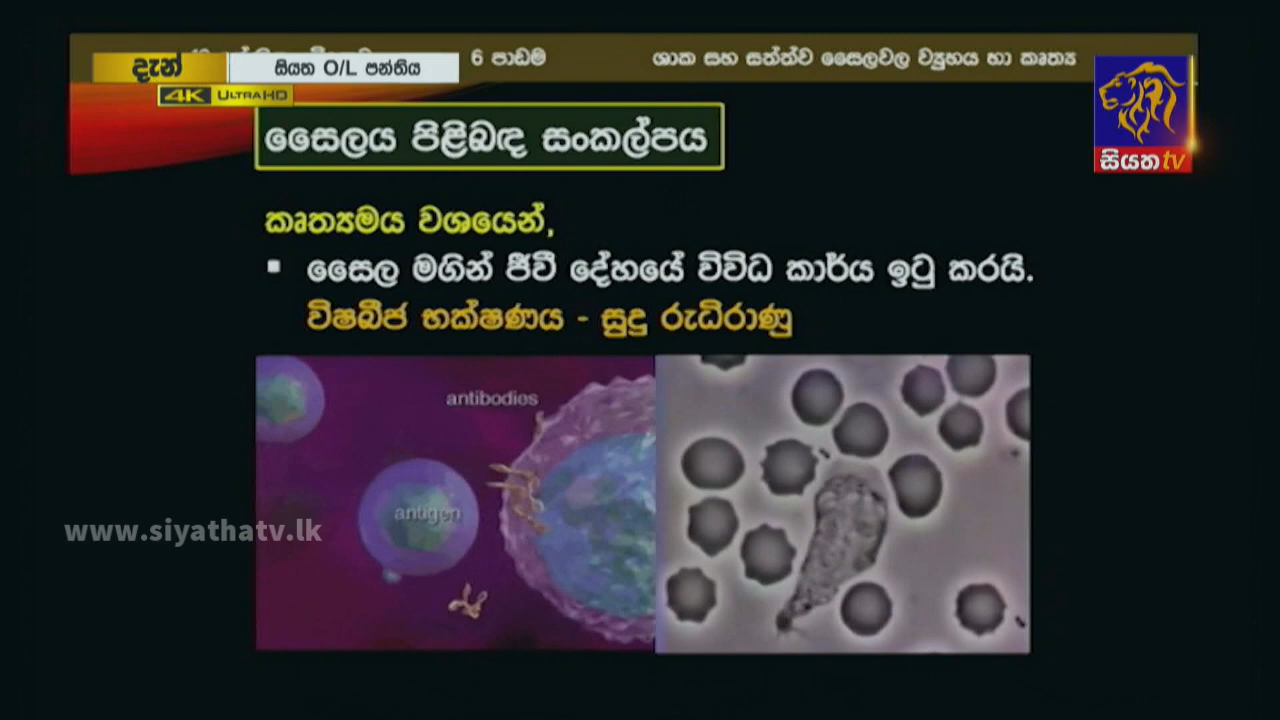 6 පාඩම ශාක සහ සත්ත්ව සෛලවල ව්‍යුහය හා කෘත්‍ය
දැන් සියත O/L පන්තිය
4K ULTRA HD
සියත tv
සෛලය පිළිබඳ සංකල්පය
කෘත්‍යමය වශයෙන්,
▪ සෛල මගින් ජීවී දේහයේ විවිධ කාර්ය ඉටු කරයි.
විෂබීජ භක්ෂණය - සුදු රුධිරාණු
antibodies
antigen
www.siyathatv.lk